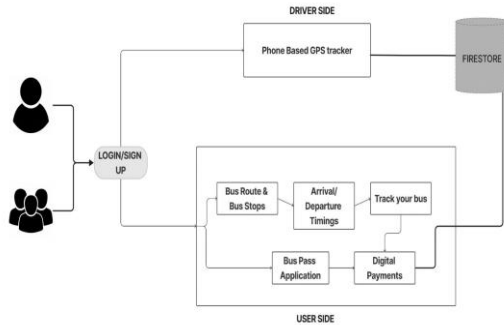 DRIVER SIDE
Phone Based GPS tracker
FIRESTORE
LOGIN/SIGN
UP
Bus Route &
Bus Stops
Arrival/
Departure
Timings
Track your bus
Bus Pass
Application
Digital
Payments
USER SIDE